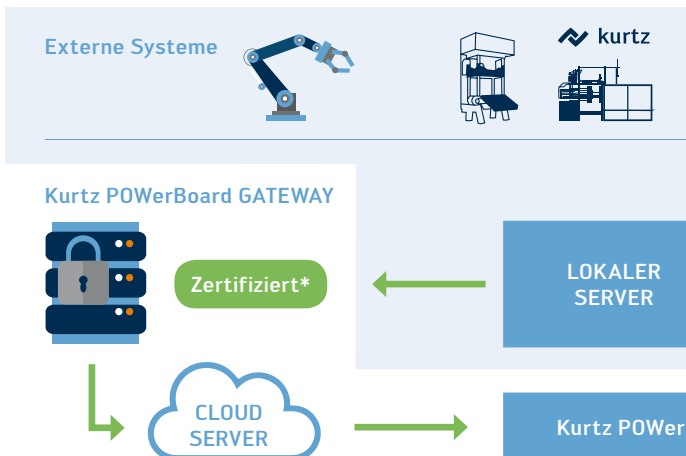 Externe Systeme
kurtz
Kurtz POWerBoard GATEWAY
Zertifiziert*
LOKALER
SERVER
CLOUD
SERVER
Kurtz POWer